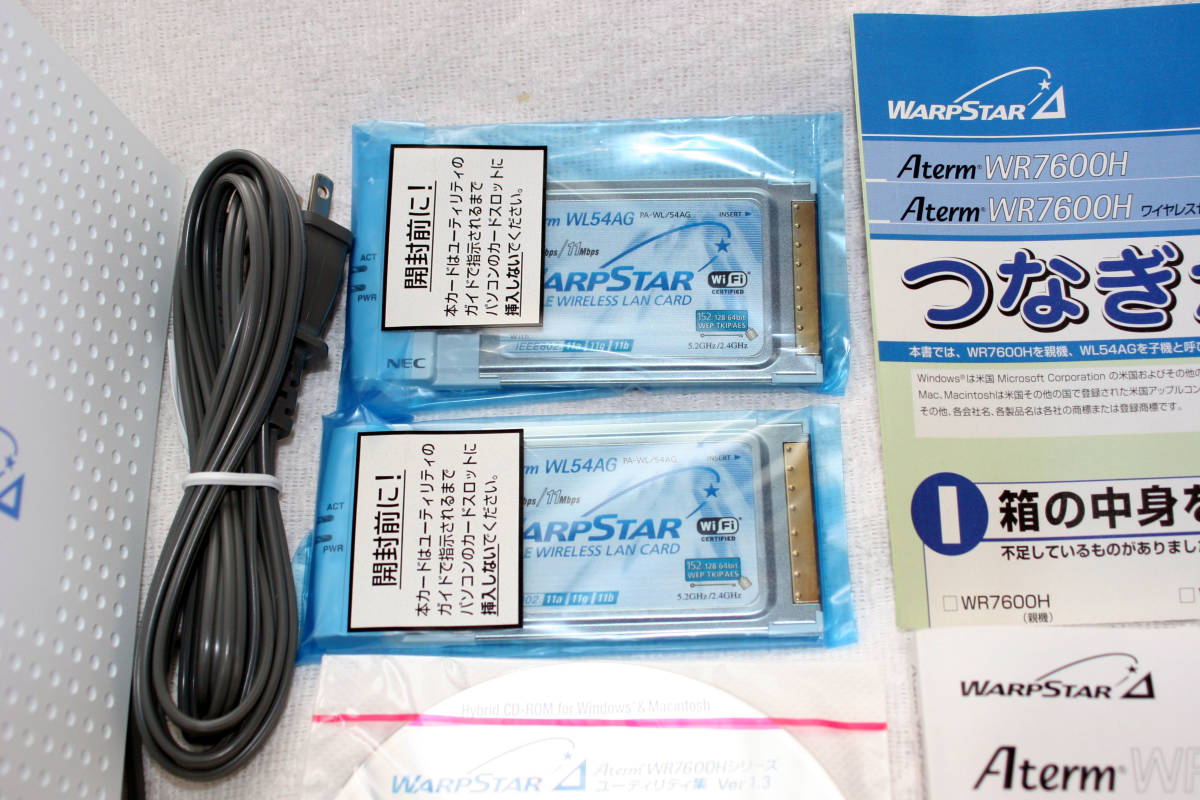 開封前に!
本カードはユーティリティの
ガイドで指示されるまで
パソコンのカードスロットに
挿入しないでください。
ACT
PWR
WL54AG PA-WL/54AG INSERT
11Mbps
WARPSTAR
WiFi
CERTIFIED
WIRELESS LAN CARD
152 128 64bit
WEP TKIP AES
With
IEEE802 11a 11g 11b
5.2GHz/2.4GHz
NEC
開封前に!
本カードはユーティリティの
ガイドで指示されるまで
パソコンのカードスロットに
挿入しないでください。
ACT
PWR
WL54AG PA-WL/54AG INSERT
11Mbps
WARPSTAR
WiFi
CERTIFIED
WIRELESS LAN CARD
152 128 64bit
WEP TKIP AES
11a 11g 11b
5.2GHz/2.4GHz
Hybrid CD-ROM for Windows & Macintosh
WARPSTAR
Aterm WR7600Hシリーズ
ユーティリティ集 Ver1.3
WARPSTAR
Aterm® WR7600H
Aterm® WR7600H ワイヤレス
つなぎ
本書では、WR7600Hを親機、WL54AGを子機と呼び
Windows®は米国 Microsoft Corporation の米国およびその他の
Mac、Macintoshは米国その他の国で登録された米国アップルコン
その他、各会社名、各製品名は各社の商標または登録商標です。
1 箱の中身を
不足しているものがありました
□WR7600H
(親機)
WARPSTAR
Aterm®